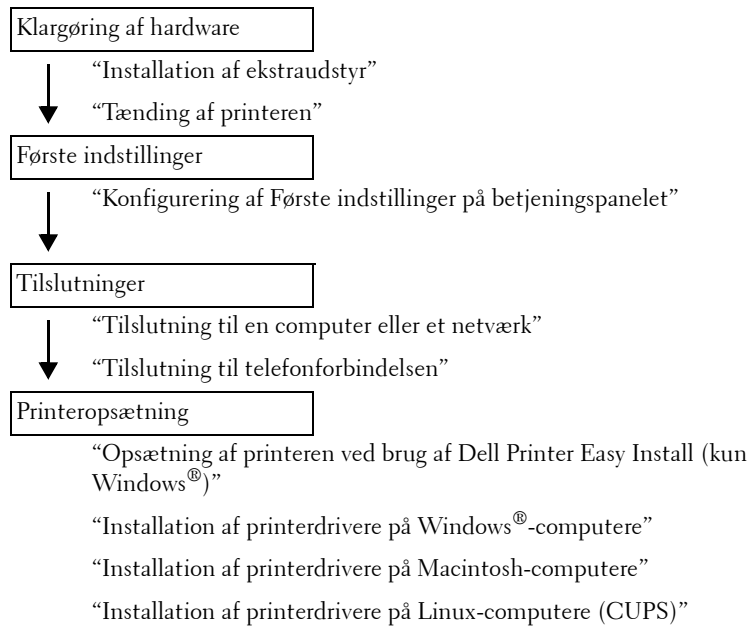 Klargøring af hardware
“Installation af ekstraudstyr”
“Tænding af printeren”
Første indstillinger
“Konfigurering af Første indstillinger på betjeningspanelet”
Tilslutninger
“Tilslutning til en computer eller et netværk”
“Tilslutning til telefonforbindelsen”
Printeropsætning
“Opsætning af printeren ved brug af Dell Printer Easy Install (kun
Windows®)”
“Installation af printerdrivere på Windows®-computere”
“Installation af printerdrivere på Macintosh-computere”
“Installation af printerdrivere på Linux-computere (CUPS)”